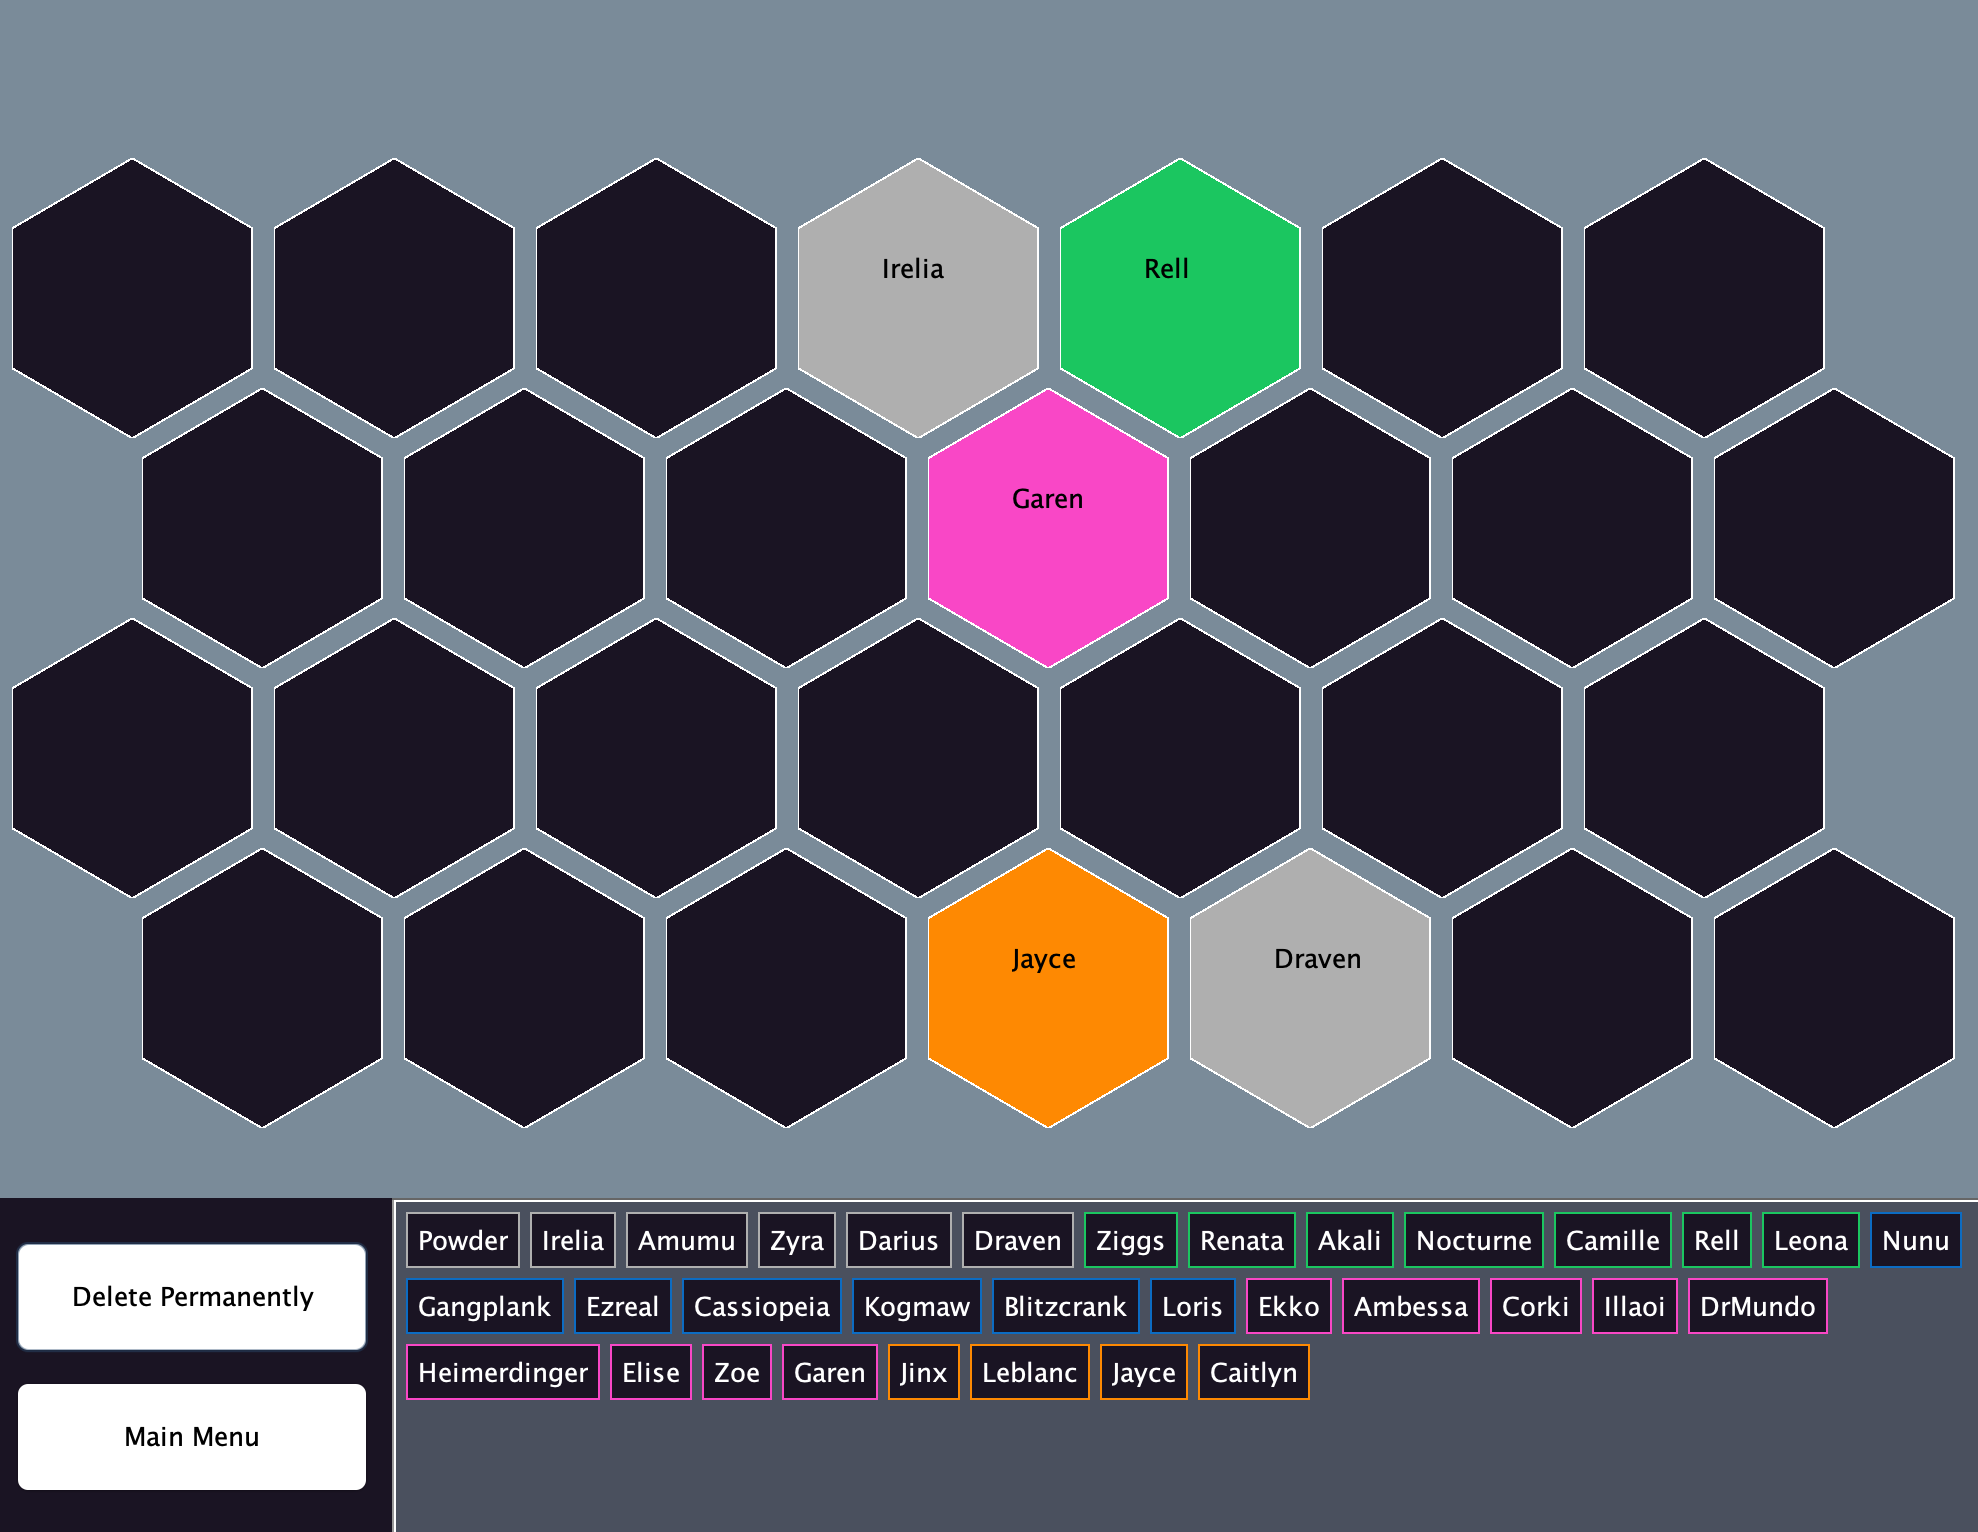 Irelia Rell
Garen
Jayce Draven
Delete Permanently
Main Menu
Powder Irelia Amumu Zyra Darius Draven Ziggs Renata Akali Nocturne Camille Rell Leona Nunu
Gangplank Ezreal Cassiopeia Kogmaw Blitzcrank Loris Ekko Ambessa Corki Illaoi DrMundo
Heimerdinger Elise Zoe Garen Jinx Leblanc Jayce Caitlyn